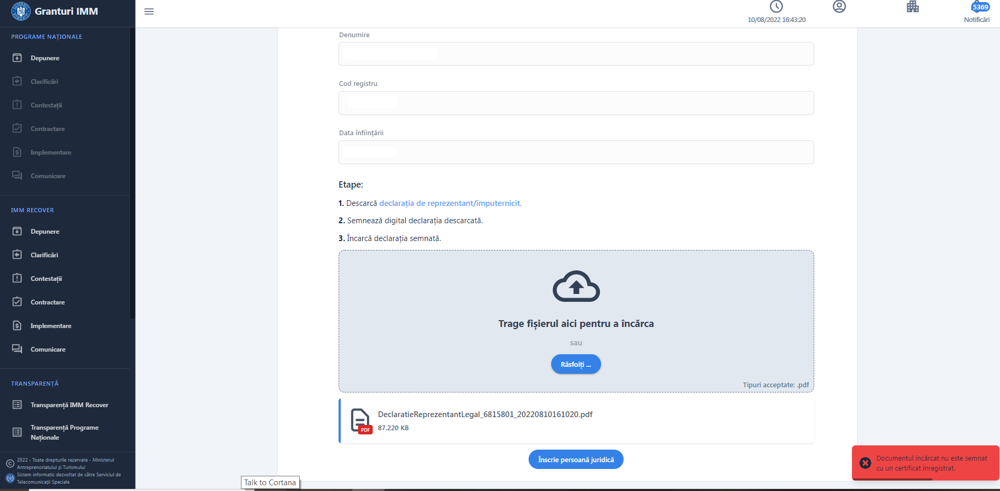 Granturi IMM
10/08/2022 16:43:20
5369
Notificări
PROGRAME NAȚIONALE
Depunere
Clarificări
Contestații
Contractare
Implementare
Comunicare
IMM RECOVER
Depunere
Clarificări
Contestații
Contractare
Implementare
Comunicare
TRANSPARENȚĂ
Transparență IMM Recover
Transparență Programe
Naționale
2022 - Toate drepturile rezervate - Ministerul
Antreprenoriatului și Turismului
Sistem informatic dezvoltat de către Serviciul de
Telecomunicații Speciale
Denumire
Cod registru
Data înființării
Etape:
1. Descarcă declarația de reprezentant/împuternicit.
2. Semnează digital declarația descarcată.
3. Încarcă declarația semnată.
Trage fișierul aici pentru a încărca
sau
Răsfoiți ...
Tipuri acceptate: .pdf
PDF
DeclaratieReprezentantLegal_6815801_20220810161020.pdf
87.220 KB
Înscrie persoană juridică
Documentul încărcat nu este semnat
cu un certificat înregistrat.
Talk to Cortana